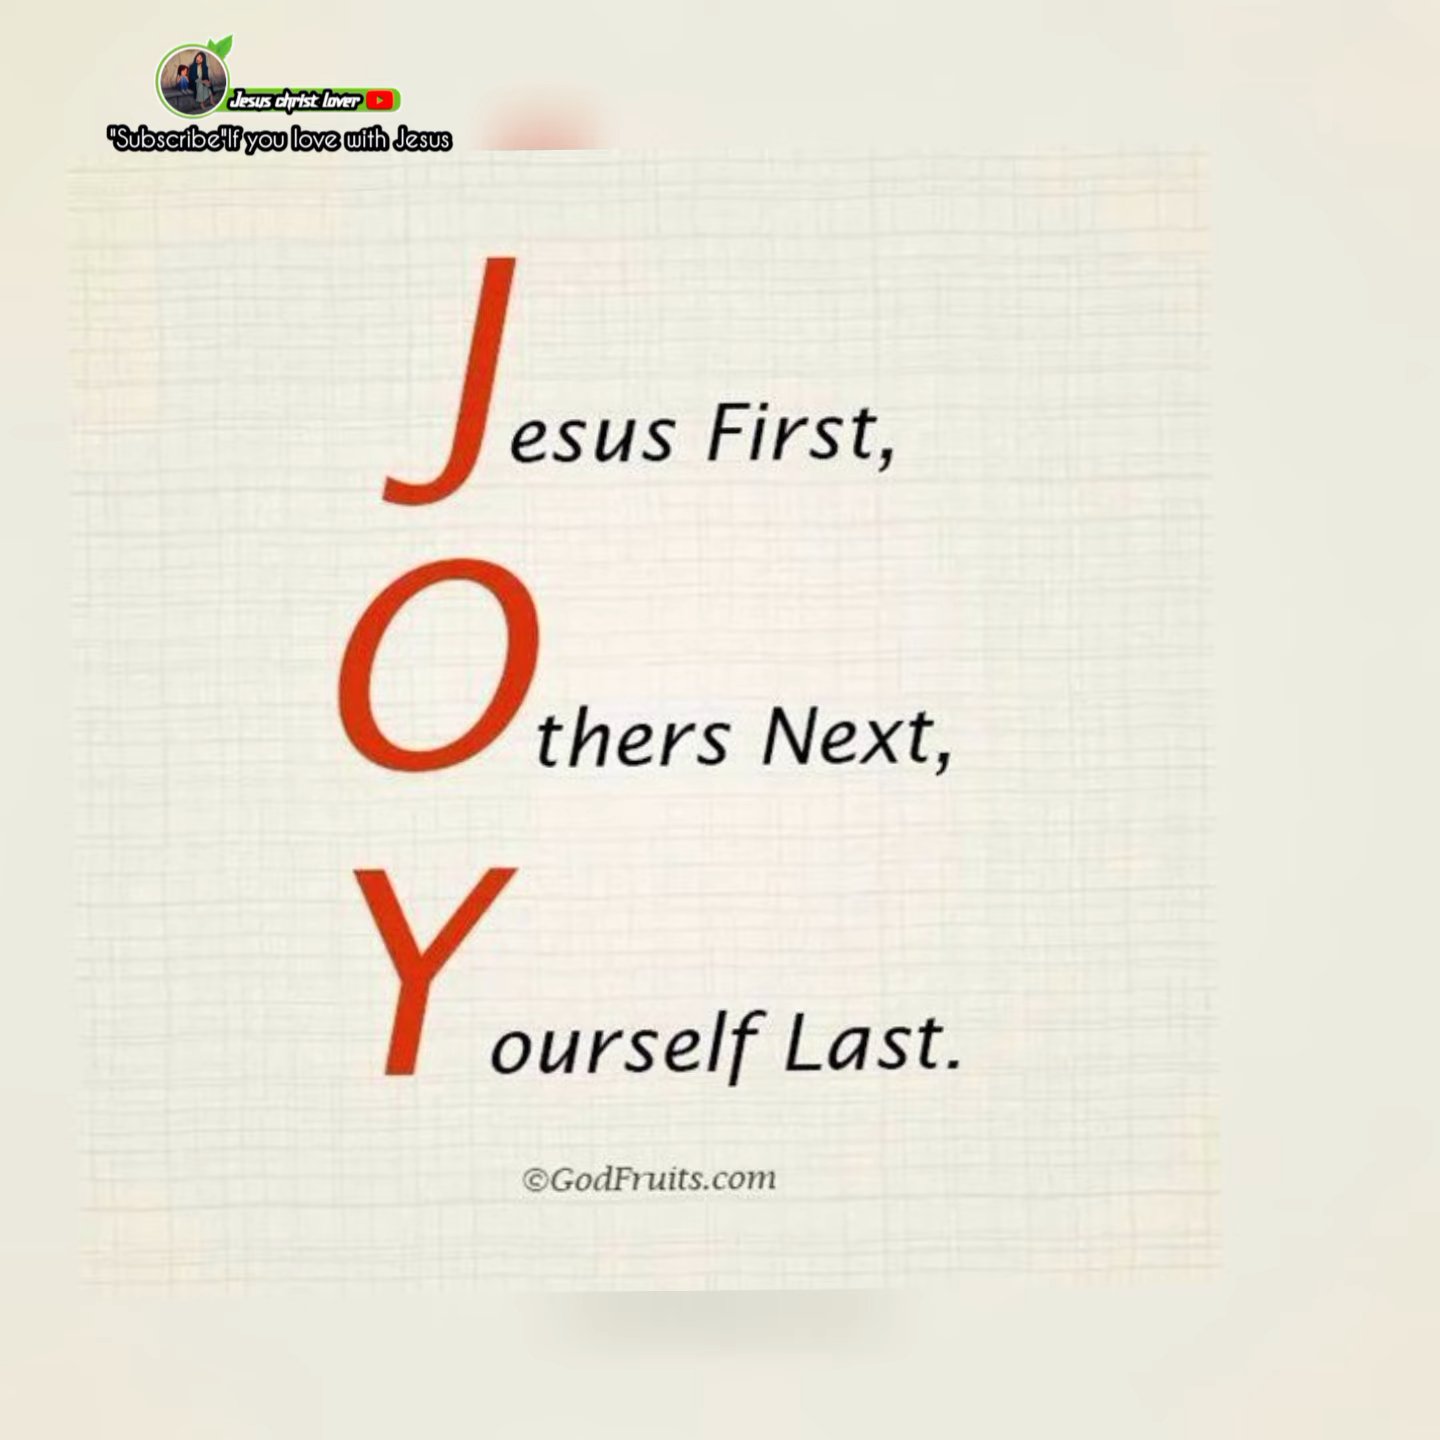 Jesus christ lover
"Subscribe"If you love with Jesus
Jesus First,
Others Next,
Yourself Last.
©GodFruits.com